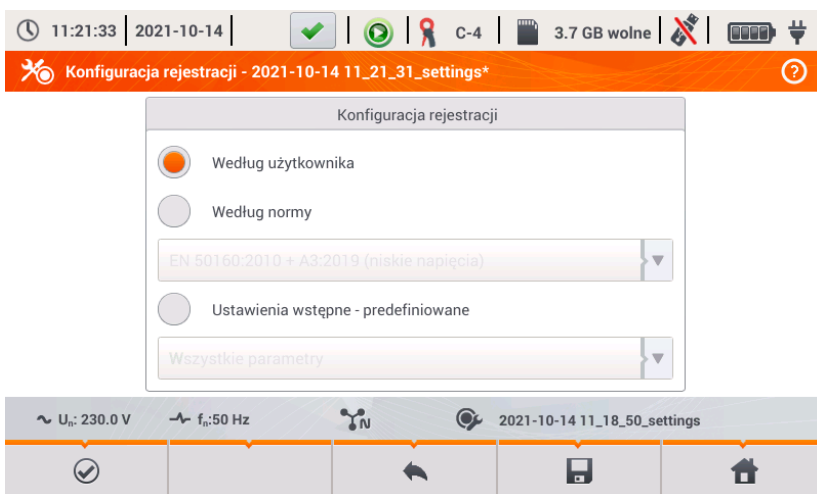 11:21:33 2021-10-14 C-4 3.7 GB wolne
Konfiguracja rejestracji - 2021-10-14 11_21_31_settings* ?
Konfiguracja rejestracji
Według użytkownika
Według normy
EN 50160:2010 + A3:2019 (niskie napięcia)
Ustawienia wstępne - predefiniowane
Wszystkie parametry
Uₙ: 230.0 V fₙ:50 Hz N 2021-10-14 11_18_50_settings